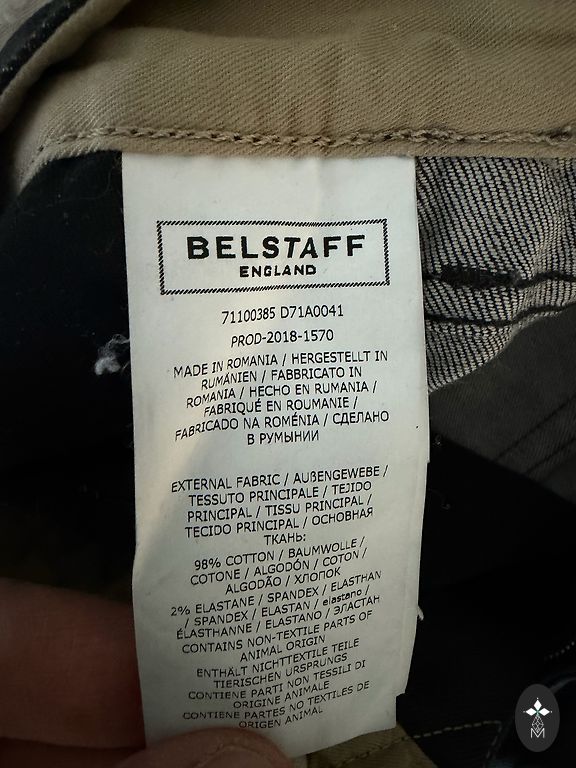 BELSTAFF
ENGLAND
71100385 D71A0041
PROD-2018-1570
MADE IN ROMANIA / HERGESTELLT IN
RUMÄNIEN / FABBRICATO IN
ROMANIA / HECHO EN RUMANIA /
FABRIQUÉ EN ROUMANIE /
FABRICADO NA ROMÉNIA / СДЕЛАНО
В РУМЫНИИ
EXTERNAL FABRIC / AUßENGEWEBE /
TESSUTO PRINCIPALE / TEJIDO
PRINCIPAL / TISSU PRINCIPAL /
TECIDO PRINCIPAL / ОСНОВНАЯ
ТКАНЬ:
98% COTTON / BAUMWOLLE /
COTONE / ALGODÓN / COTON /
ALGODÃO / ХЛОПОК
2% ELASTANE / SPANDEX / ELASTHAN
/ SPANDEX / ELASTAN / elastano /
ÉLASTHANNE / ELASTANO / ЭЛАСТАН
CONTAINS NON-TEXTILE PARTS OF
ANIMAL ORIGIN
ENTHÄLT NICHTTEXTILE TEILE
TIERISCHEN URSPRUNGS
CONTIENE PARTI NON TESSILI DI
ORIGINE ANIMALE
CONTIENE PARTES NO TEXTILES DE
ORIGEN ANIMAL
M